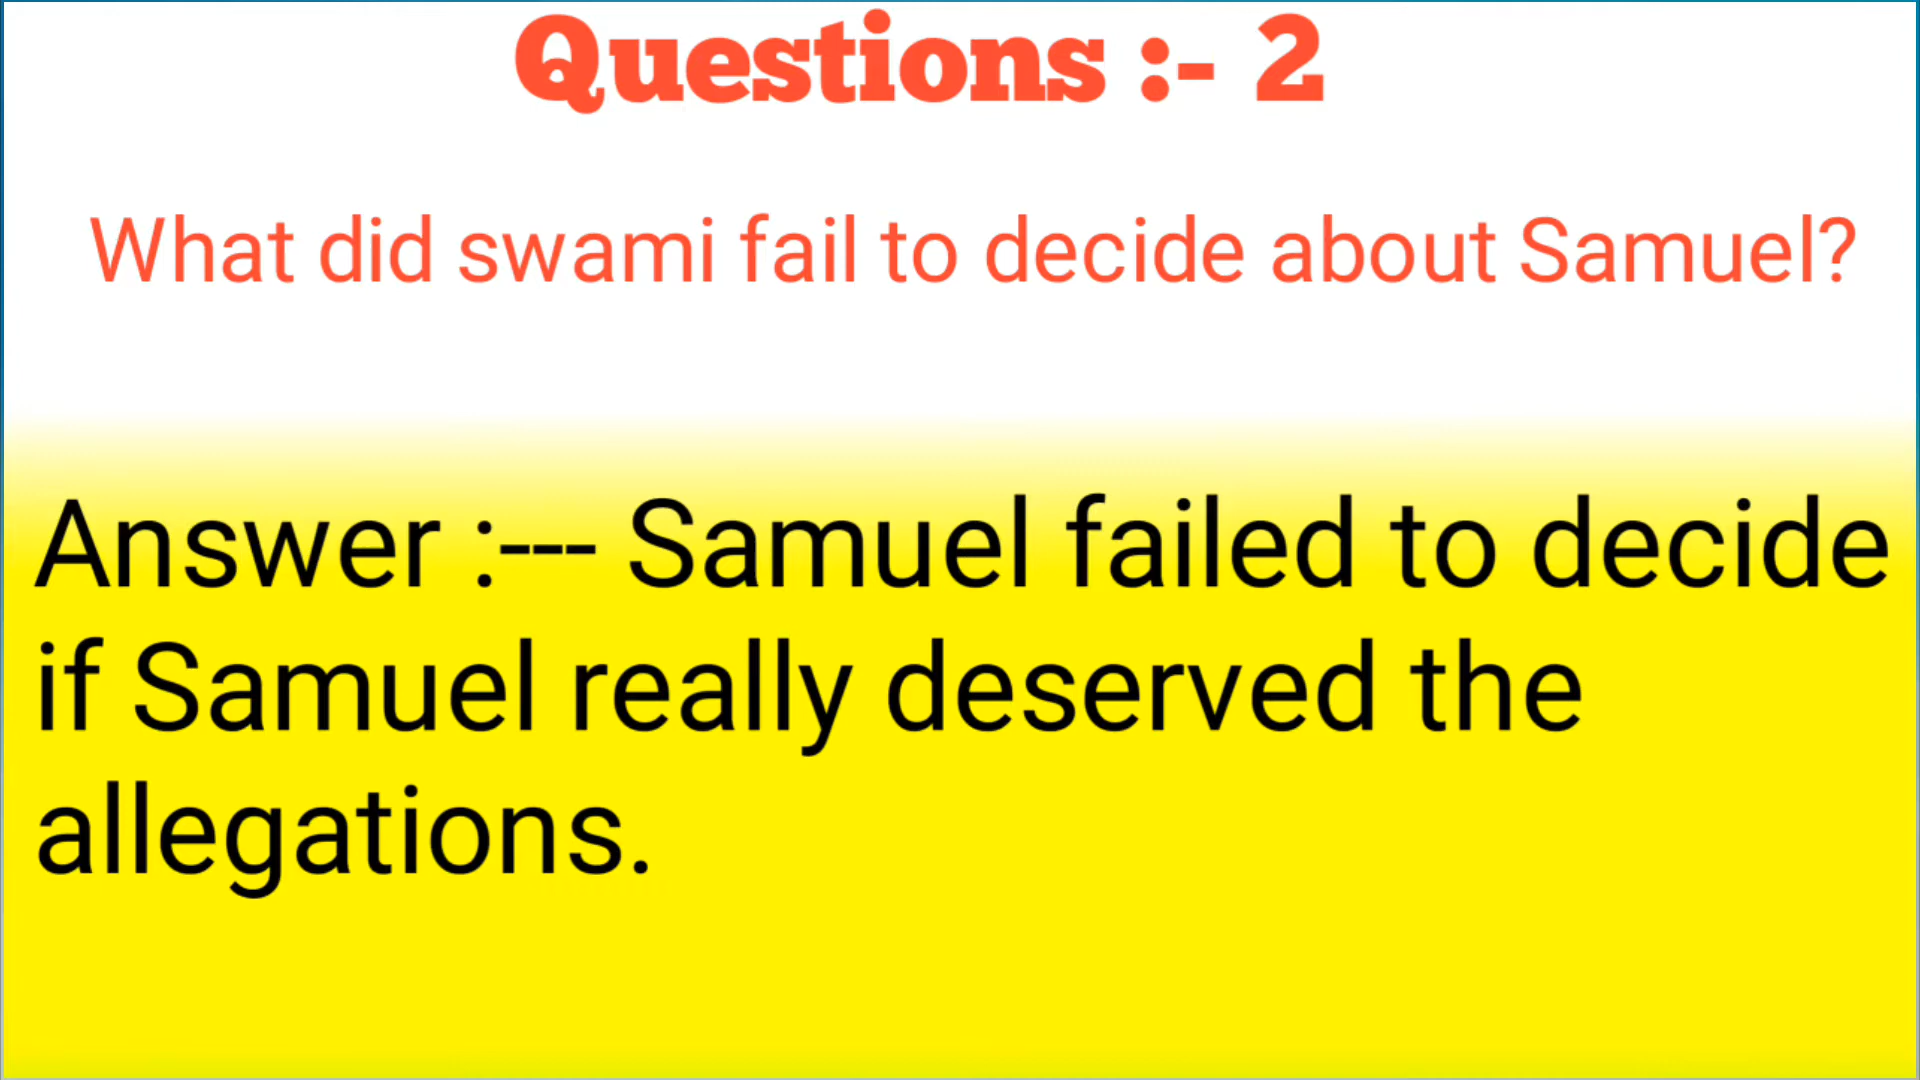 Questions :- 2
What did swami fail to decide about Samuel?
Answer :--- Samuel failed to decide
if Samuel really deserved the
allegations.